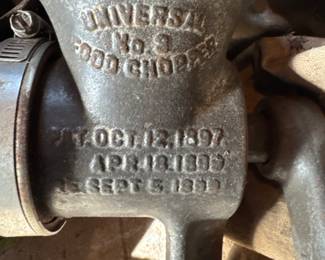 UNIVERSAL
No. 3
FOOD CHOPPER
OCT. 12, 1897.
APR. 18, 1899
SEPT 5, 1899